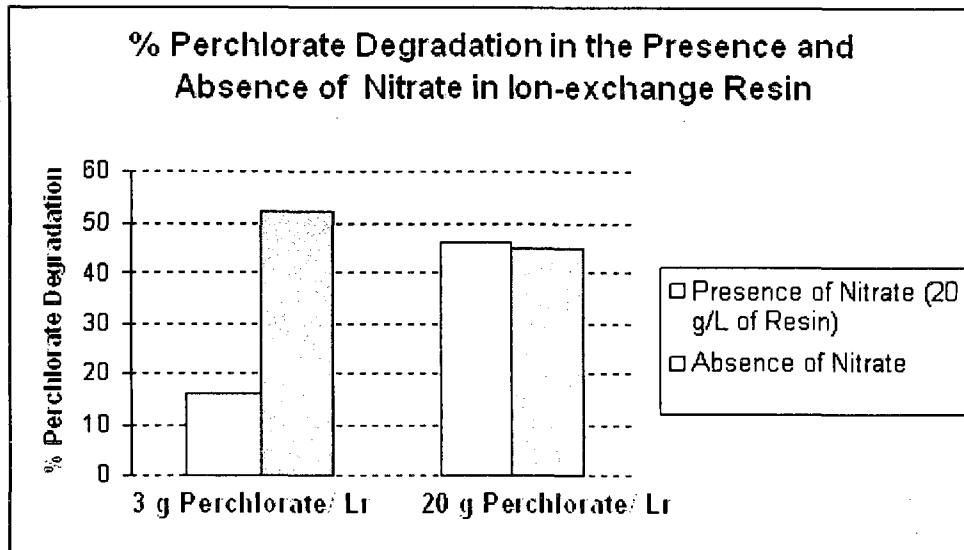 % Perchlorate Degradation in the Presence and
Absence of Nitrate in Ion-exchange Resin
% Perchlorate Degradation
60
50
40
30
20
10
0
3 g Perchlorate/ Lr
20 g Perchlorate/ Lr
Presence of Nitrate (20
g/L of Resin)
Absence of Nitrate